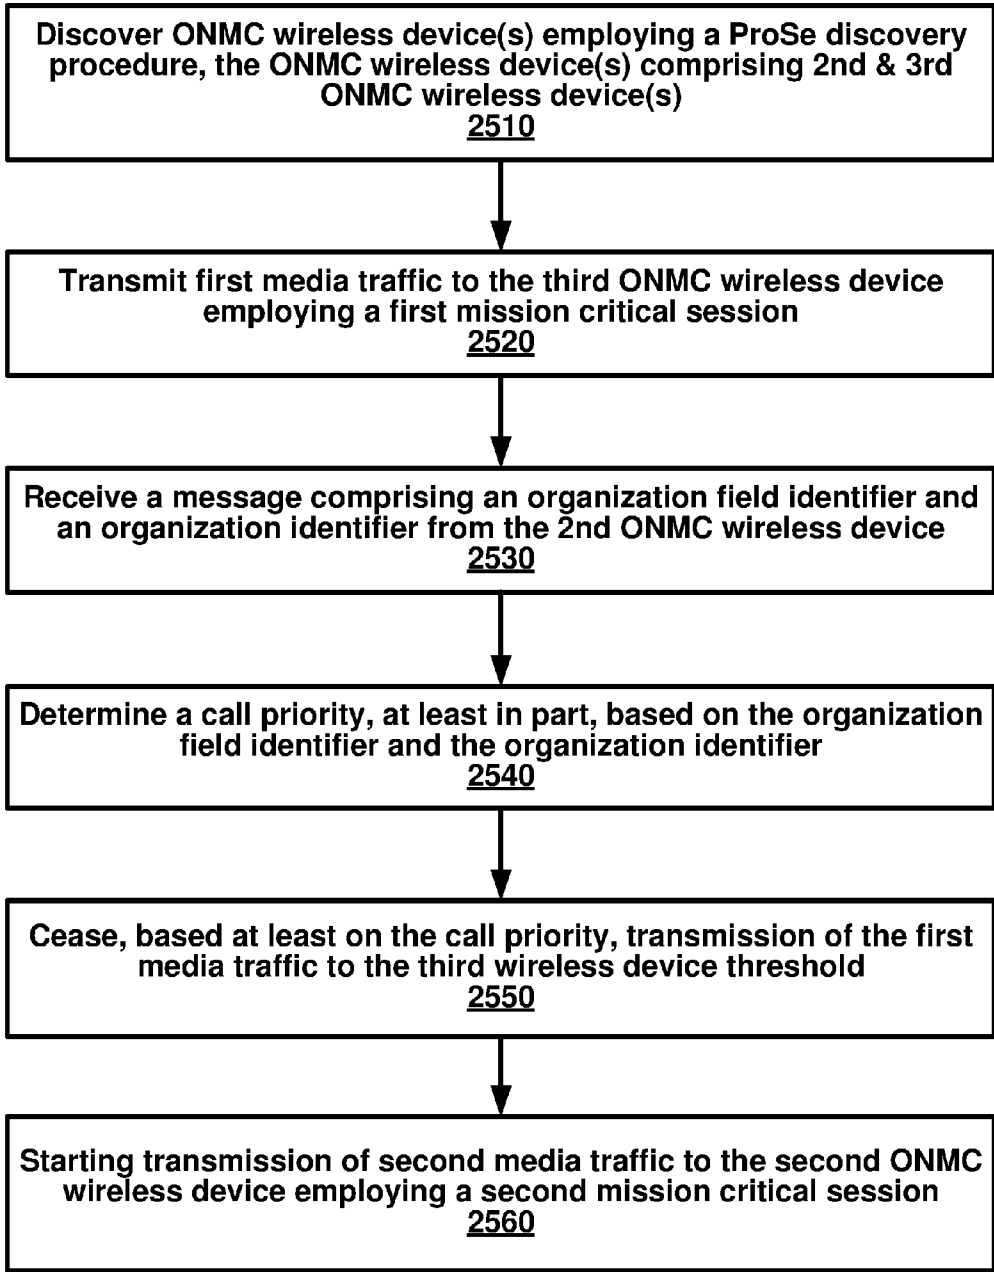 Discover ONMC wireless device(s) employing a ProSe discovery
procedure, the ONMC wireless device(s) comprising 2nd & 3rd
ONMC wireless device(s)
2510
Transmit first media traffic to the third ONMC wireless device
employing a first mission critical session
2520
Receive a message comprising an organization field identifier and
an organization identifier from the 2nd ONMC wireless device
2530
Determine a call priority, at least in part, based on the organization
field identifier and the organization identifier
2540
Cease, based at least on the call priority, transmission of the first
media traffic to the third wireless device threshold
2550
Starting transmission of second media traffic to the second ONMC
wireless device employing a second mission critical session
2560